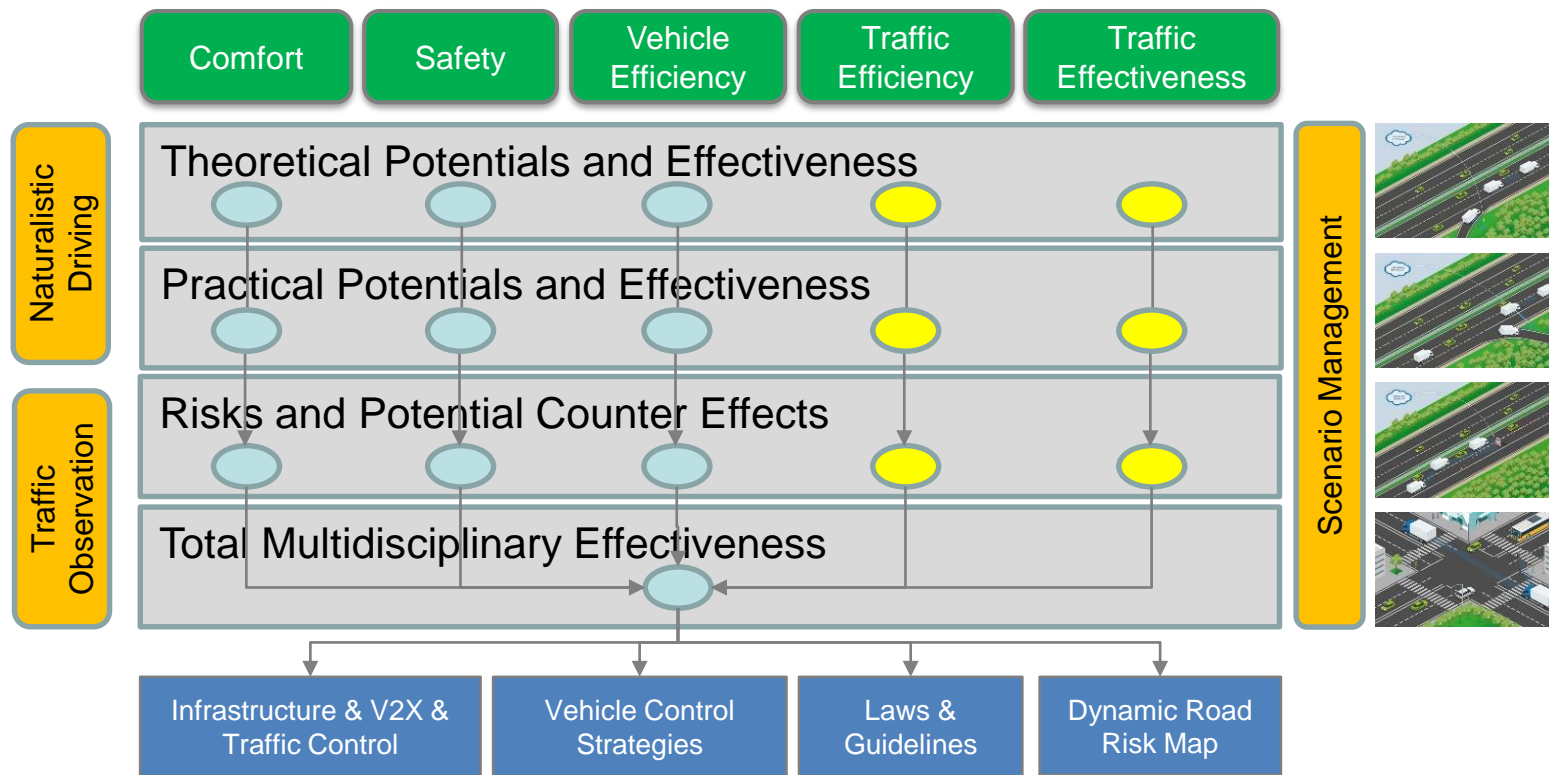 Comfort
Safety
Vehicle
Efficiency
Traffic
Efficiency
Traffic
Effectiveness
Naturalistic
Driving
Traffic
Observation
Theoretical Potentials and Effectiveness
Practical Potentials and Effectiveness
Risks and Potential Counter Effects
Total Multidisciplinary Effectiveness
Scenario Management
Infrastructure & V2X &
Traffic Control
Vehicle Control
Strategies
Laws &
Guidelines
Dynamic Road
Risk Map